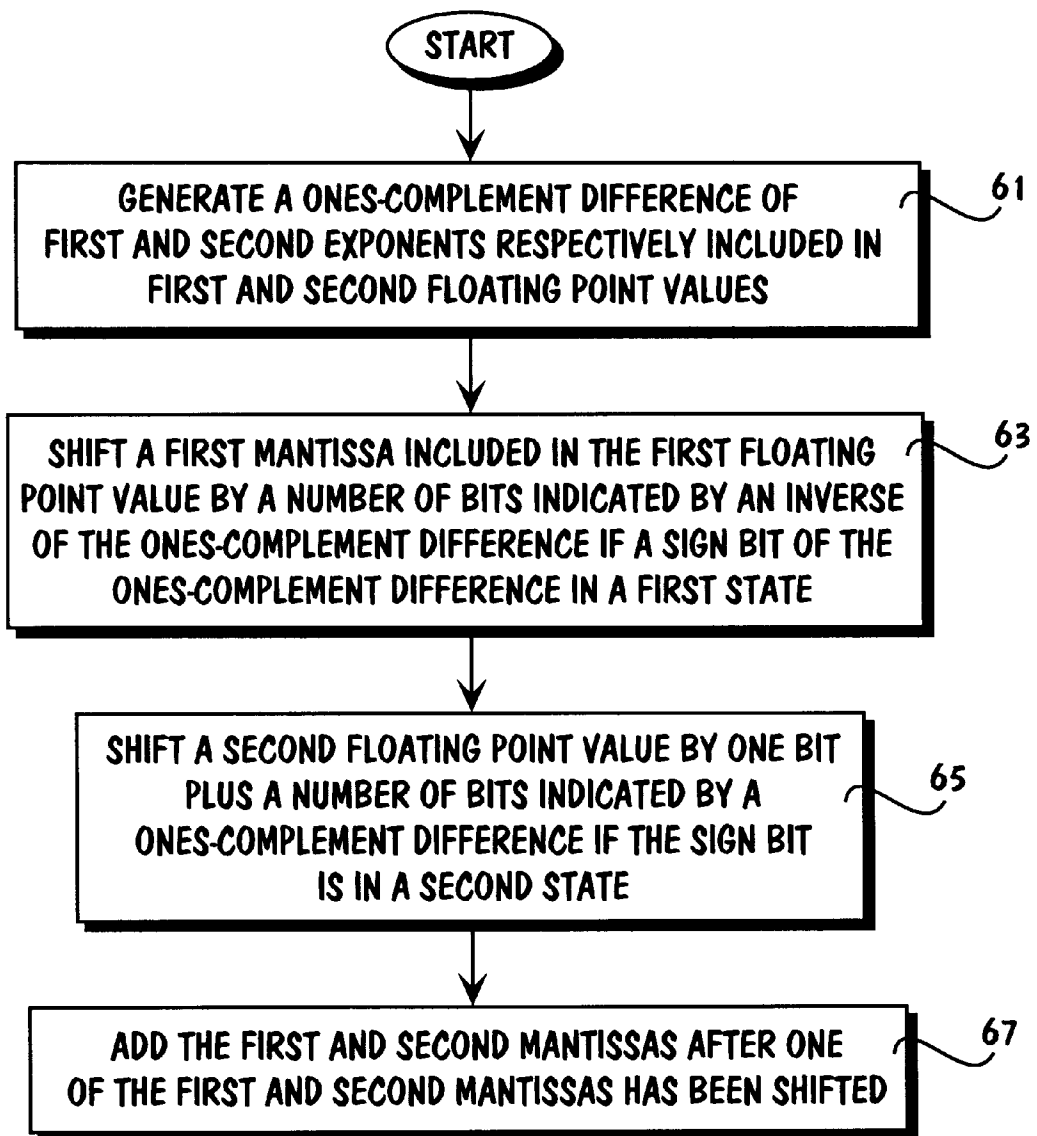 START
GENERATE A ONES-COMPLEMENT DIFFERENCE OF
FIRST AND SECOND EXPONENTS RESPECTIVELY INCLUDED IN
FIRST AND SECOND FLOATING POINT VALUES
61
SHIFT A FIRST MANTISSA INCLUDED IN THE FIRST FLOATING
POINT VALUE BY A NUMBER OF BITS INDICATED BY AN INVERSE
OF THE ONES-COMPLEMENT DIFFERENCE IF A SIGN BIT OF THE
ONES-COMPLEMENT DIFFERENCE IN A FIRST STATE
63
SHIFT A SECOND FLOATING POINT VALUE BY ONE BIT
PLUS A NUMBER OF BITS INDICATED BY A
ONES-COMPLEMENT DIFFERENCE IF THE SIGN BIT
IS IN A SECOND STATE
65
ADD THE FIRST AND SECOND MANTISSAS AFTER ONE
OF THE FIRST AND SECOND MANTISSAS HAS BEEN SHIFTED
67